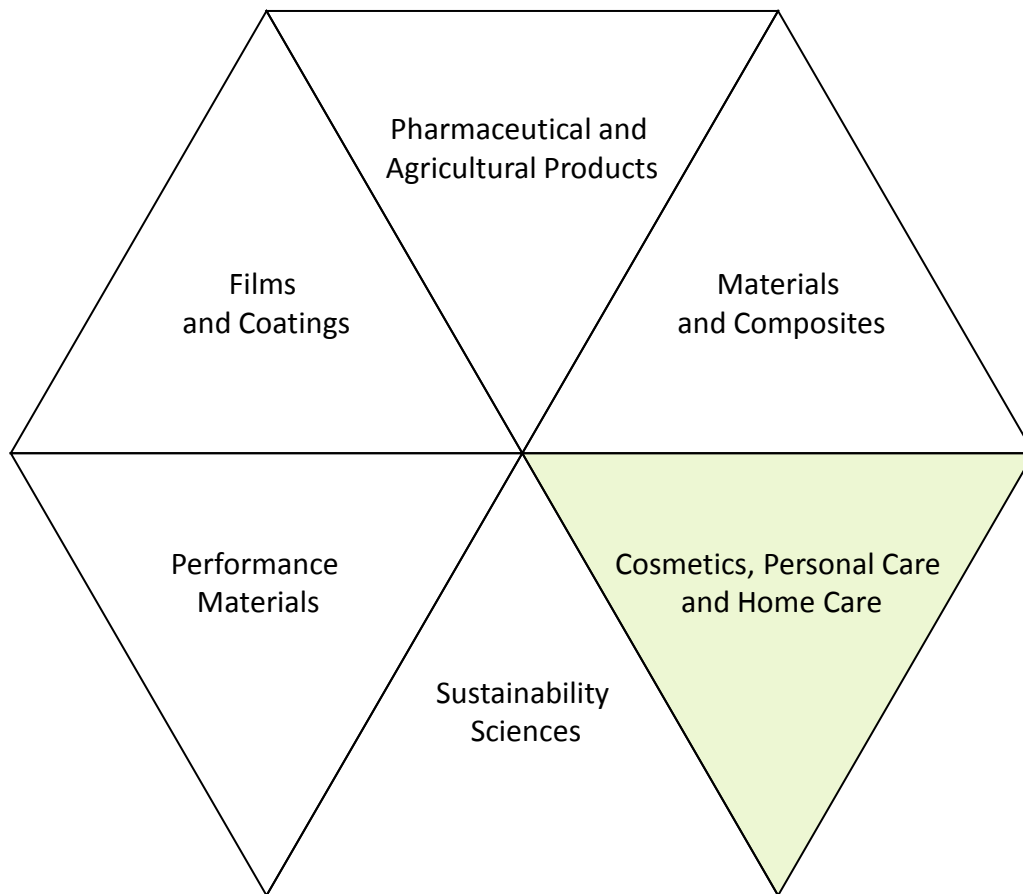 Pharmaceutical and
Agricultural Products
Films
and Coatings
Materials
and Composites
Performance
Materials
Cosmetics, Personal Care
and Home Care
Sustainability
Sciences